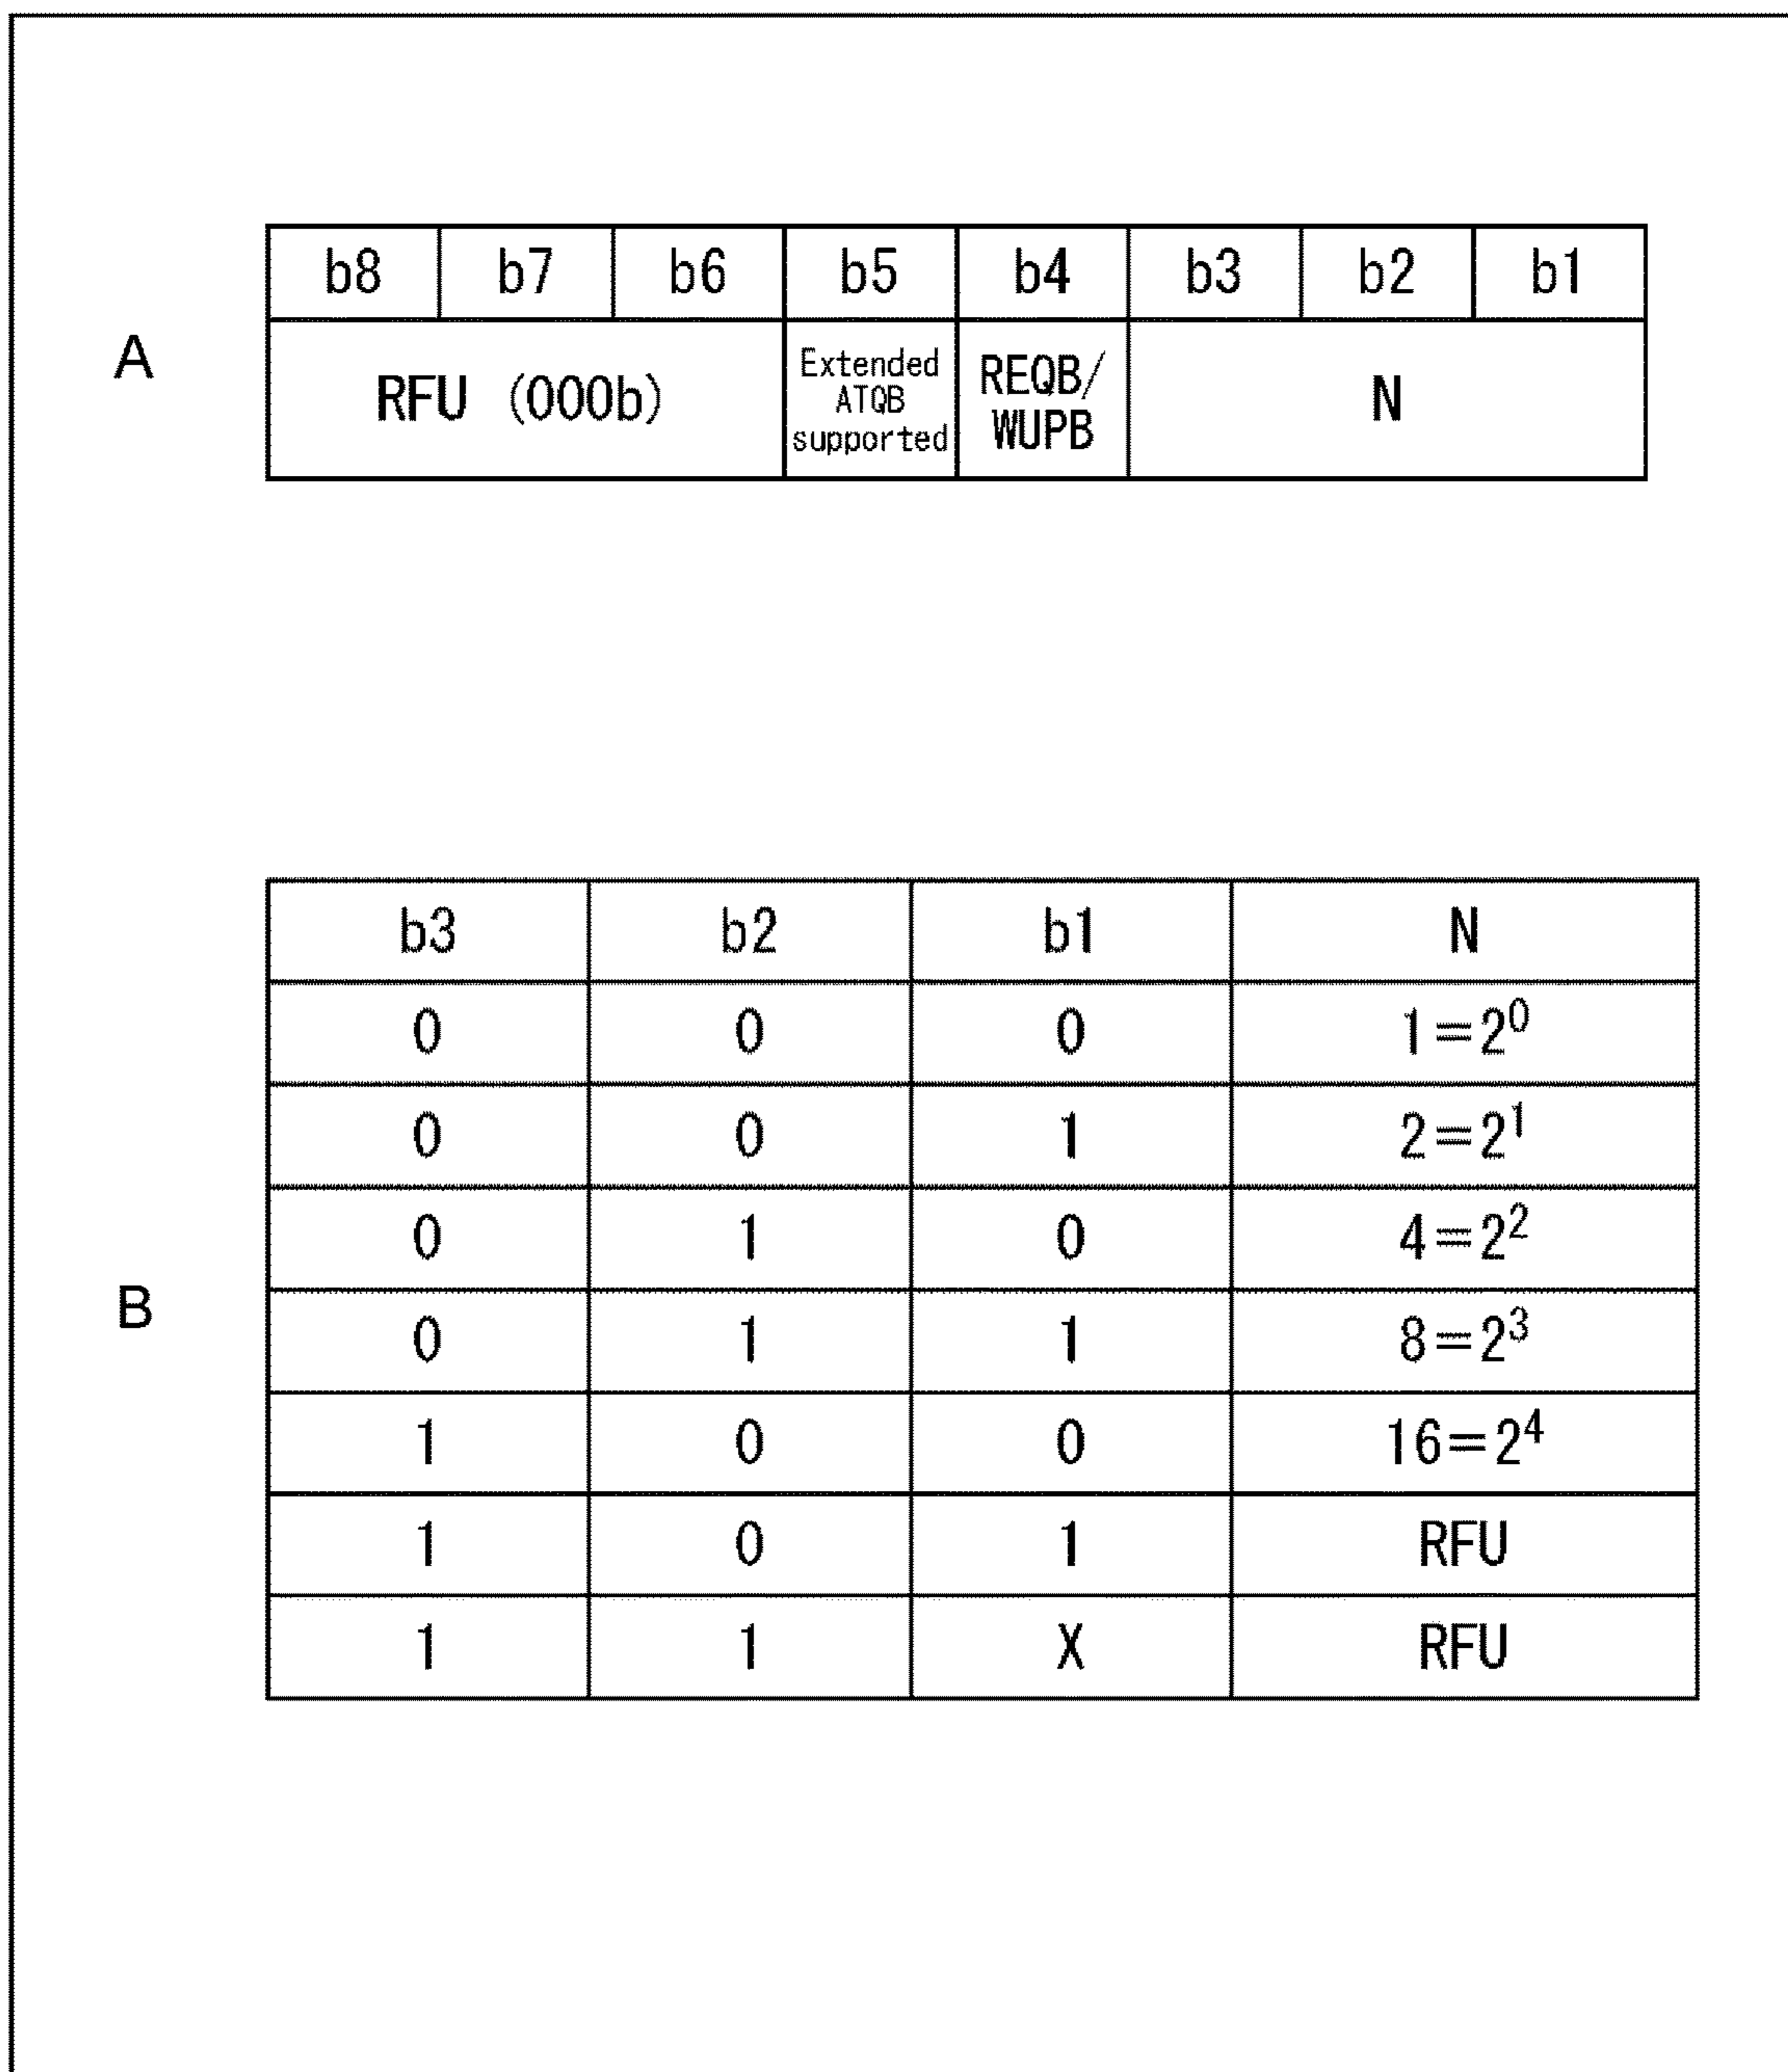 A
b8 b7 b6 b5 b4 b3 b2 b1
RFU (000b) Extended ATQB supported REQB/ WUPB N
B
b3 b2 b1 N
0 0 0 1=2⁰
0 0 1 2=2¹
0 1 0 4=2²
0 1 1 8=2³
1 0 0 16=2⁴
1 0 1 RFU
1 1 X RFU